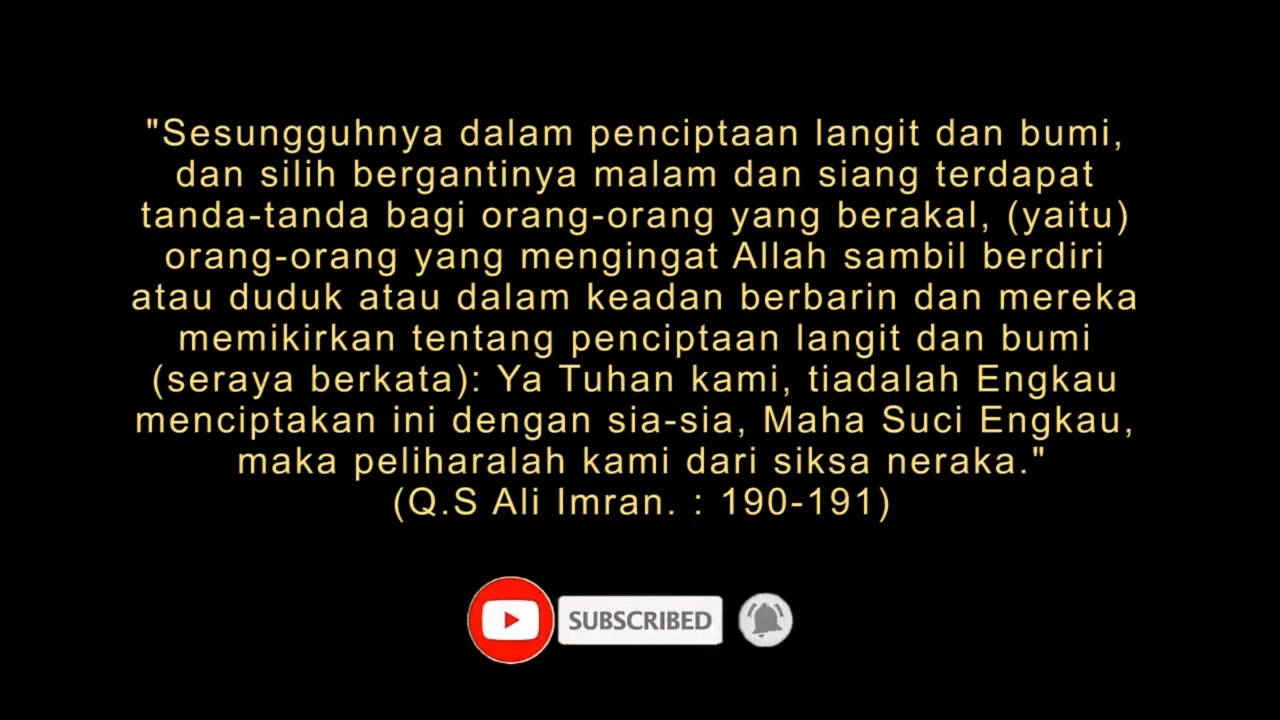 "Sesungguhnya dalam penciptaan langit dan bumi,
dan silih bergantinya malam dan siang terdapat
tanda-tanda bagi orang-orang yang berakal, (yaitu)
orang-orang yang mengingat Allah sambil berdiri
atau duduk atau dalam keadan berbarin dan mereka
memikirkan tentang penciptaan langit dan bumi
(seraya berkata): Ya Tuhan kami, tiadalah Engkau
menciptakan ini dengan sia-sia, Maha Suci Engkau,
maka peliharalah kami dari siksa neraka."
(Q.S Ali Imran. : 190-191)
SUBSCRIBED